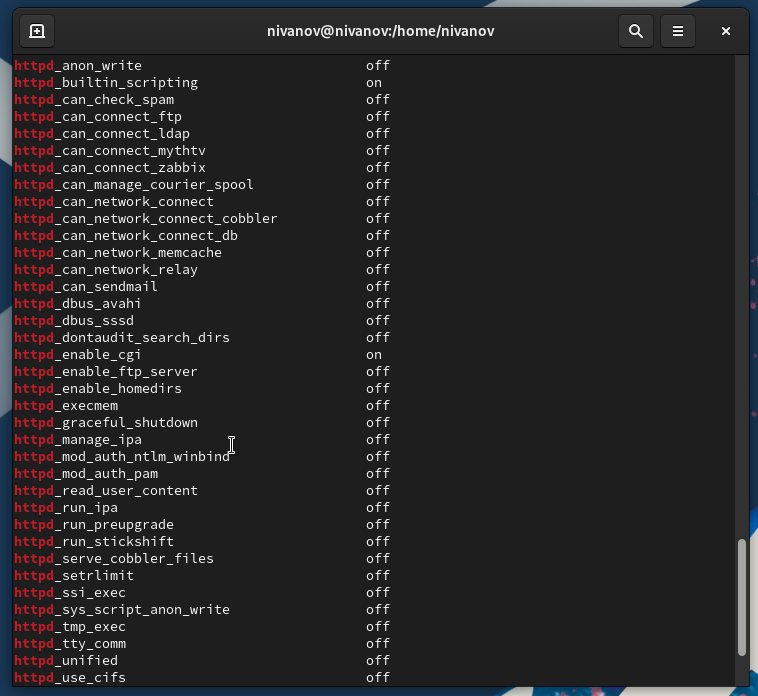 nivanov@nivanov:/home/nivanov
httpd_anon_write off
httpd_builtin_scripting on
httpd_can_check_spam off
httpd_can_connect_ftp off
httpd_can_connect_ldap off
httpd_can_connect_mythtv off
httpd_can_connect_zabbix off
httpd_can_manage_courier_spool off
httpd_can_network_connect off
httpd_can_network_connect_cobbler off
httpd_can_network_connect_db off
httpd_can_network_memcache off
httpd_can_network_relay off
httpd_can_sendmail off
httpd_dbus_avahi off
httpd_dbus_sssd off
httpd_dontaudit_search_dirs off
httpd_enable_cgi on
httpd_enable_ftp_server off
httpd_enable_homedirs off
httpd_execmem off
httpd_graceful_shutdown off
httpd_manage_ipa off
httpd_mod_auth_ntlm_winbind off
httpd_mod_auth_pam off
httpd_read_user_content off
httpd_run_ipa off
httpd_run_preupgrade off
httpd_run_stickshift off
httpd_serve_cobbler_files off
httpd_setrlimit off
httpd_ssi_exec off
httpd_sys_script_anon_write off
httpd_tmp_exec off
httpd_tty_comm off
httpd_unified off
httpd_use_cifs off